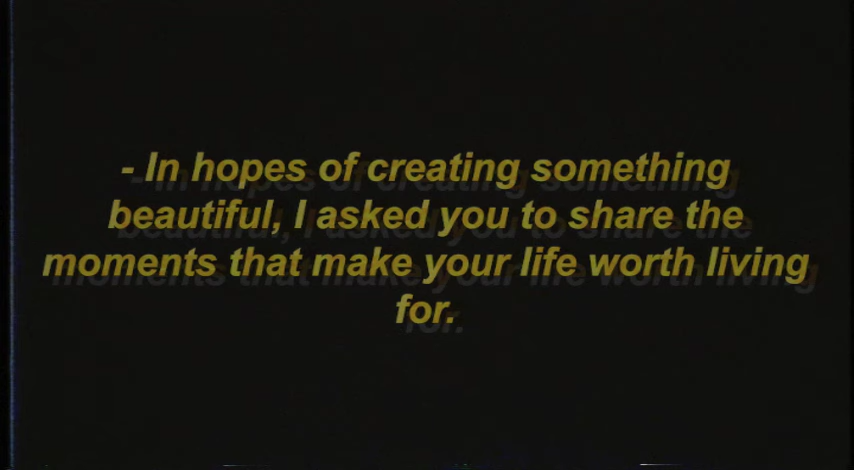 - In hopes of creating something
beautiful, I asked you to share the
moments that make your life worth living
for.